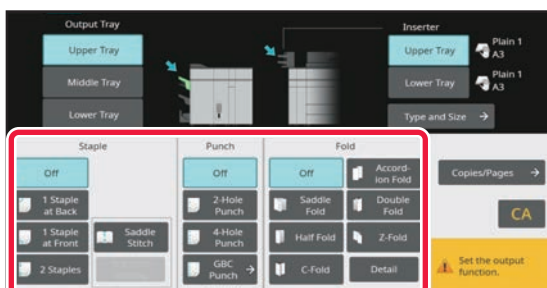 Output Tray
Upper Tray
Middle Tray
Lower Tray
Inserter
Upper Tray
Plain 1
A3
Lower Tray
Plain 1
A3
Type and Size
Staple
Off
1 Staple
at Back
1 Staple
at Front
2 Staples
Saddle
Stitch
Punch
Off
2-Hole
Punch
4-Hole
Punch
GBC
Punch
Fold
Off
Saddle
Fold
Half Fold
C-Fold
Accord-
ion Fold
Double
Fold
Z-Fold
Detail
Copies/Pages
CA
Set the output
function.